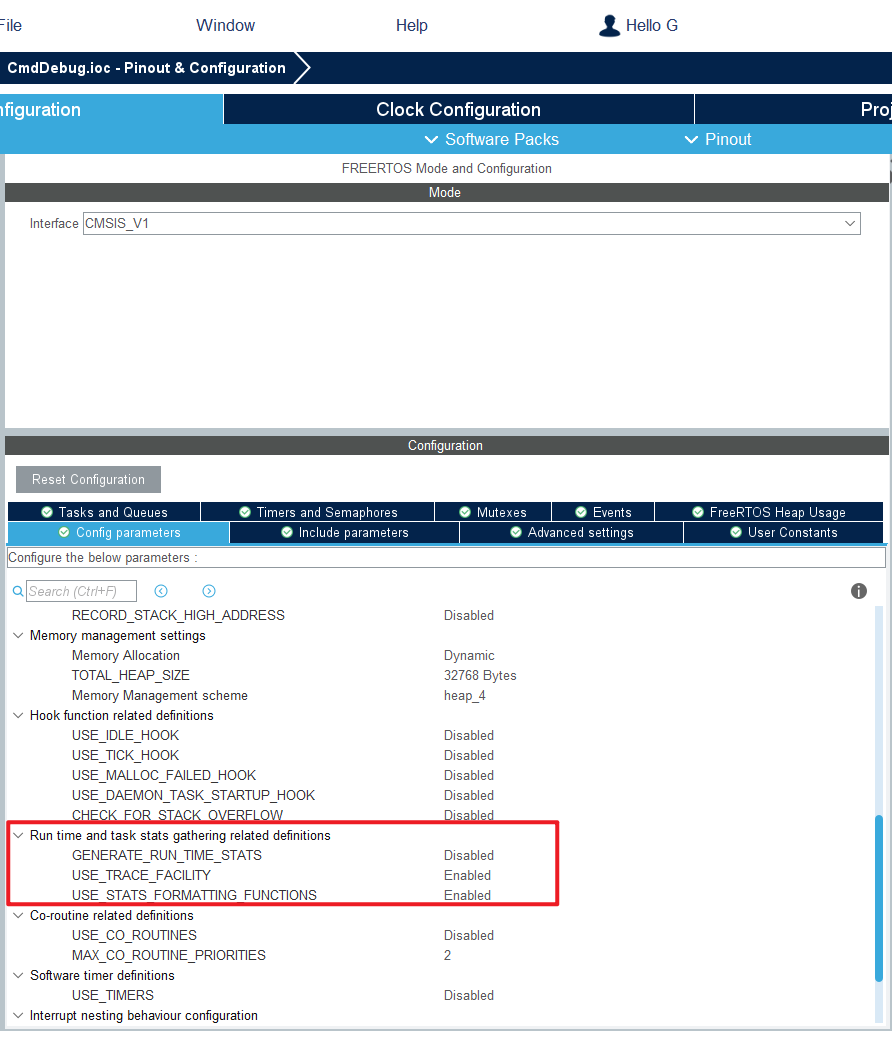 File Window Help Hello G
CmdDebug.ioc - Pinout & Configuration
nfiguration Clock Configuration Proj
Software Packs Pinout
FREERTOS Mode and Configuration
Mode
Interface CMSIS_V1
Configuration
Reset Configuration
Tasks and Queues Timers and Semaphores Mutexes Events FreeRTOS Heap Usage
Config parameters Include parameters Advanced settings User Constants
Configure the below parameters :
Search (Ctrl+F)
RECORD_STACK_HIGH_ADDRESS Disabled
Memory management settings
Memory Allocation Dynamic
TOTAL_HEAP_SIZE 32768 Bytes
Memory Management scheme heap_4
Hook function related definitions
USE_IDLE_HOOK Disabled
USE_TICK_HOOK Disabled
USE_MALLOC_FAILED_HOOK Disabled
USE_DAEMON_TASK_STARTUP_HOOK Disabled
CHECK_FOR_STACK_OVERFLOW Disabled
Run time and task stats gathering related definitions
GENERATE_RUN_TIME_STATS Disabled
USE_TRACE_FACILITY Enabled
USE_STATS_FORMATTING_FUNCTIONS Enabled
Co-routine related definitions
USE_CO_ROUTINES Disabled
MAX_CO_ROUTINE_PRIORITIES 2
Software timer definitions
USE_TIMERS Disabled
Interrupt nesting behaviour configuration